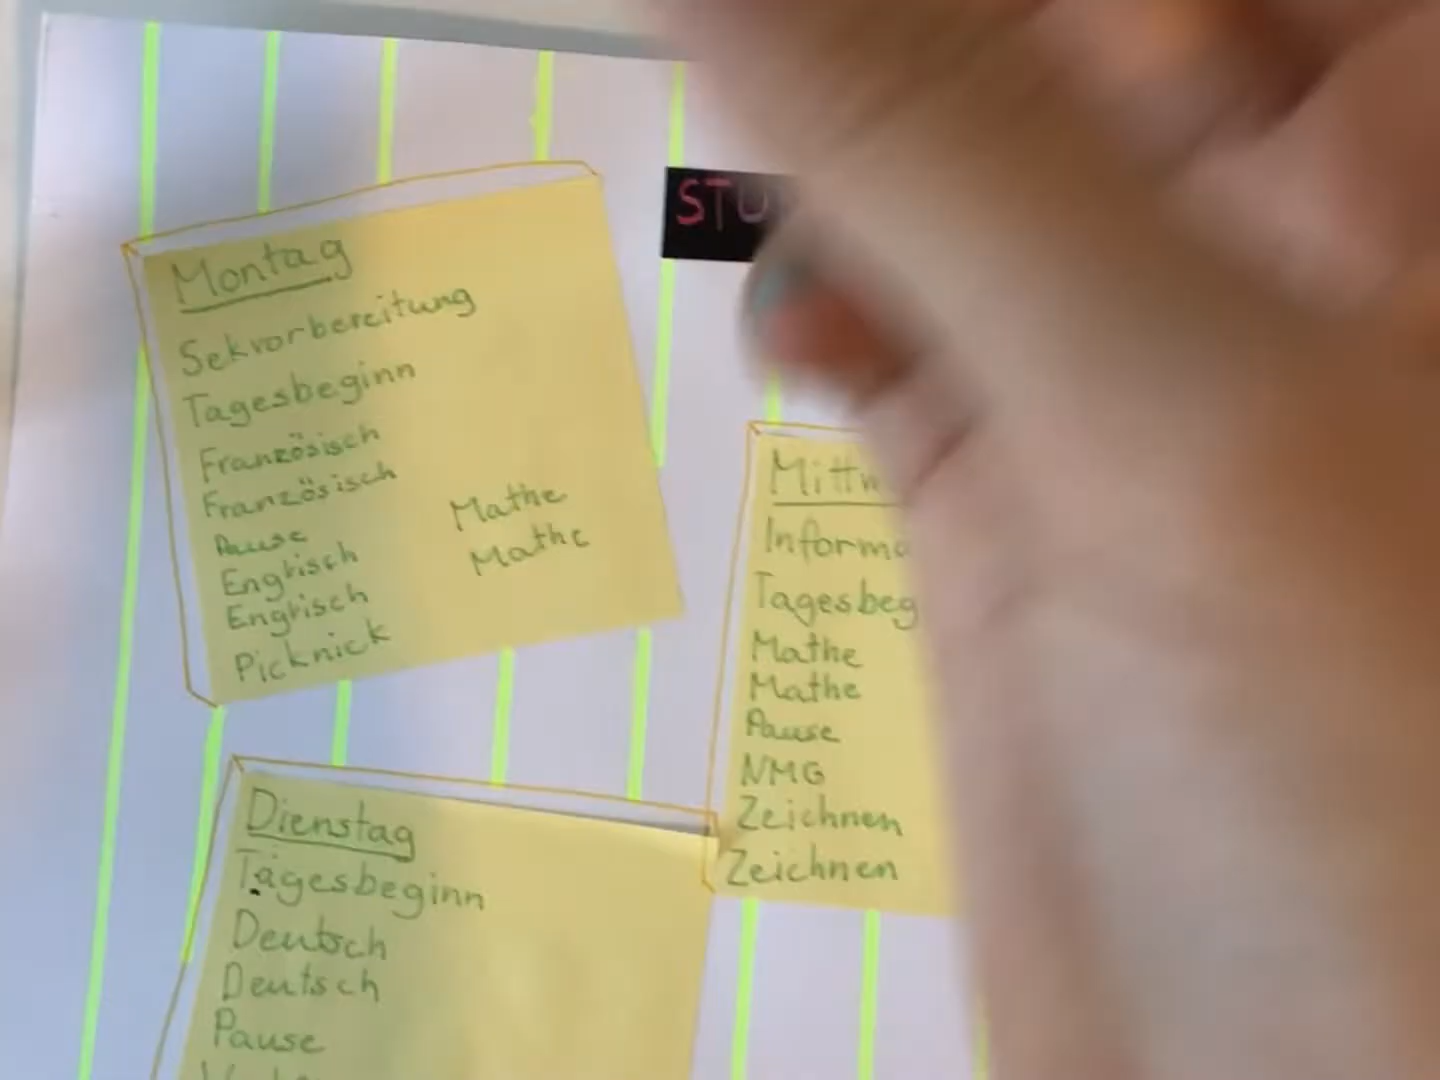 Montag
Sekvorbereitung
Tagesbeginn
Französisch
Französisch
Pause
Englisch
Englisch
Picknick
Mathe
Mathe
STU
Mittw
Informa
Tagesbeg
Mathe
Mathe
Pause
NMG
Zeichnen
Zeichnen
Dienstag
Tagesbeginn
Deutsch
Deutsch
Pause